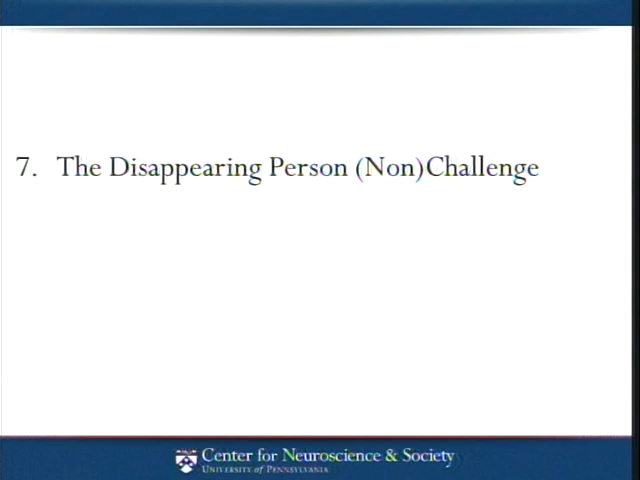 7. The Disappearing Person (Non)Challenge
Center for Neuroscience & Society
UNIVERSITY of PENNSYLVANIA